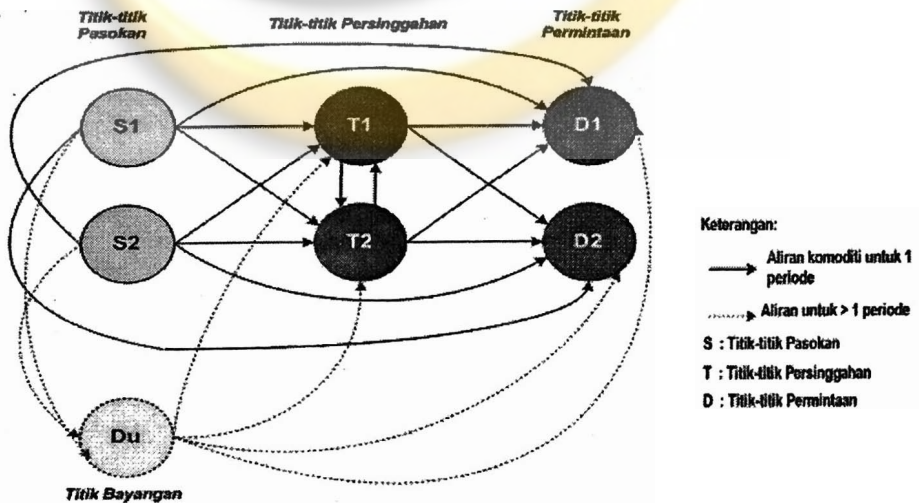 Titik-titik
Pasokan
Titik-titik Persinggahan
Titik-titik
Permintaan
S1
T1
D1
S2
T2
D2
Du
Titik Bayangan
Keterangan:
Aliran komoditi untuk 1
periode
Aliran untuk > 1 periode
S : Titik-titik Pasokan
T : Titik-titik Persinggahan
D : Titik-titik Permintaan